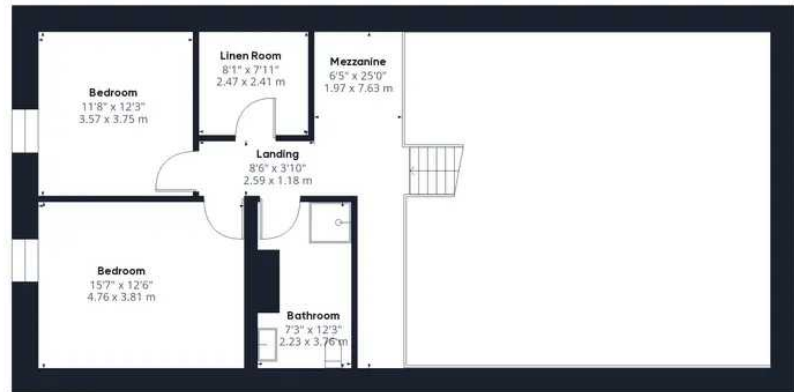 Bedroom
11'8" x 12'3"
3.57 x 3.75 m
Linen Room
8'1" x 7'11"
2.47 x 2.41 m
Mezzanine
6'5" x 25'0"
1.97 x 7.63 m
Landing
8'6" x 3'10"
2.59 x 1.18 m
Bedroom
15'7" x 12'6"
4.76 x 3.81 m
Bathroom
7'3" x 12'3"
2.23 x 3.76 m